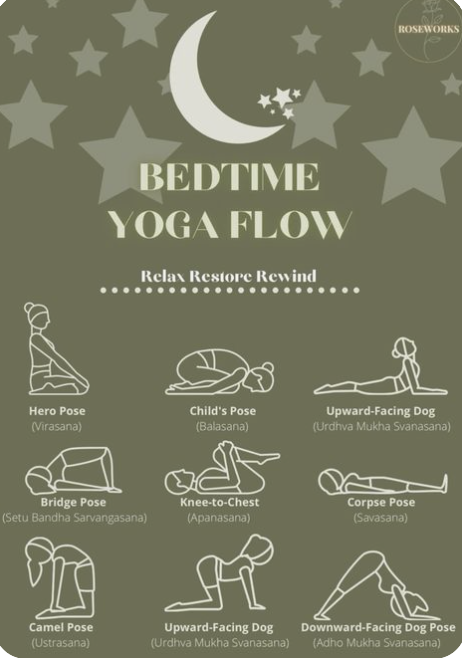 ROSEWORKS
BEDTIME
YOGA FLOW
Relax Restore Rewind
Hero Pose
(Virasana)
Child's Pose
(Balasana)
Upward-Facing Dog
(Urdhva Mukha Svanasana)
Bridge Pose
(Setu Bandha Sarvangasana)
Knee-to-Chest
(Apanasana)
Corpse Pose
(Savasana)
Camel Pose
(Ustrasana)
Upward-Facing Dog
(Urdhva Mukha Svanasana)
Downward-Facing Dog Pose
(Adho Mukha Svanasana)